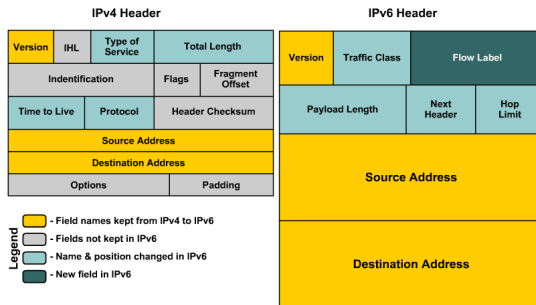 IPv4 Header
Version
IHL
Type of
Service
Total Length
Indentification
Flags
Fragment
Offset
Time to Live
Protocol
Header Checksum
Source Address
Destination Address
Options
Padding
Legend
- Field names kept from IPv4 to IPv6
- Fields not kept in IPv6
- Name & position changed in IPv6
- New field in IPv6
IPv6 Header
Version
Traffic Class
Flow Label
Payload Length
Next
Header
Hop
Limit
Source Address
Destination Address